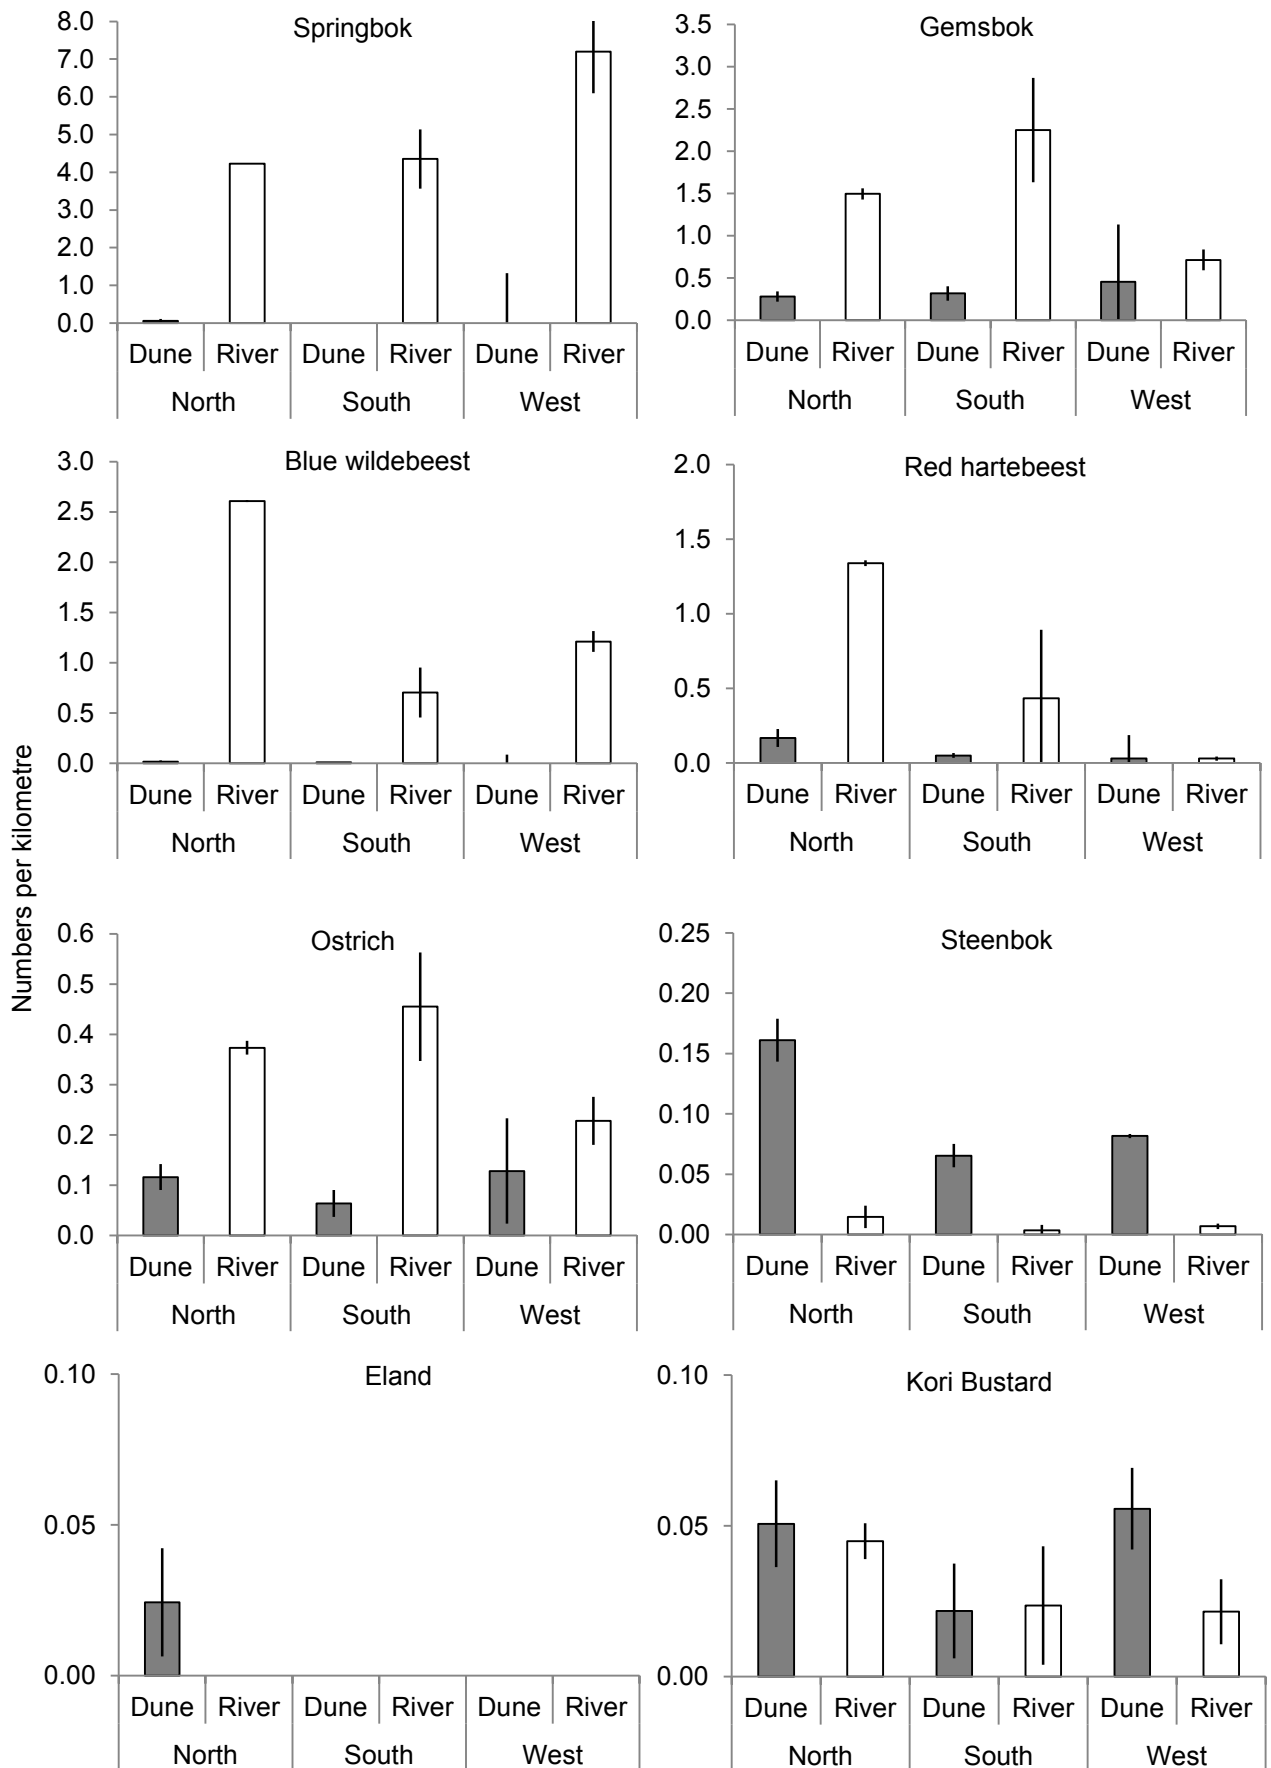 Numbers per kilometre
Springbok
8.0
7.0
6.0
5.0
4.0
3.0
2.0
1.0
0.0
Dune River Dune River Dune River
North South West
Gemsbok
3.5
3.0
2.5
2.0
1.5
1.0
0.5
0.0
Dune River Dune River Dune River
North South West
Blue wildebeest
3.0
2.5
2.0
1.5
1.0
0.5
0.0
Dune River Dune River Dune River
North South West
Red hartebeest
2.0
1.5
1.0
0.5
0.0
Dune River Dune River Dune River
North South West
Ostrich
0.6
0.5
0.4
0.3
0.2
0.1
0.0
Dune River Dune River Dune River
North South West
Steenbok
0.25
0.20
0.15
0.10
0.05
0.00
Dune River Dune River Dune River
North South West
Eland
0.10
0.05
0.00
Dune River Dune River Dune River
North South West
Kori Bustard
0.10
0.05
0.00
Dune River Dune River Dune River
North South West